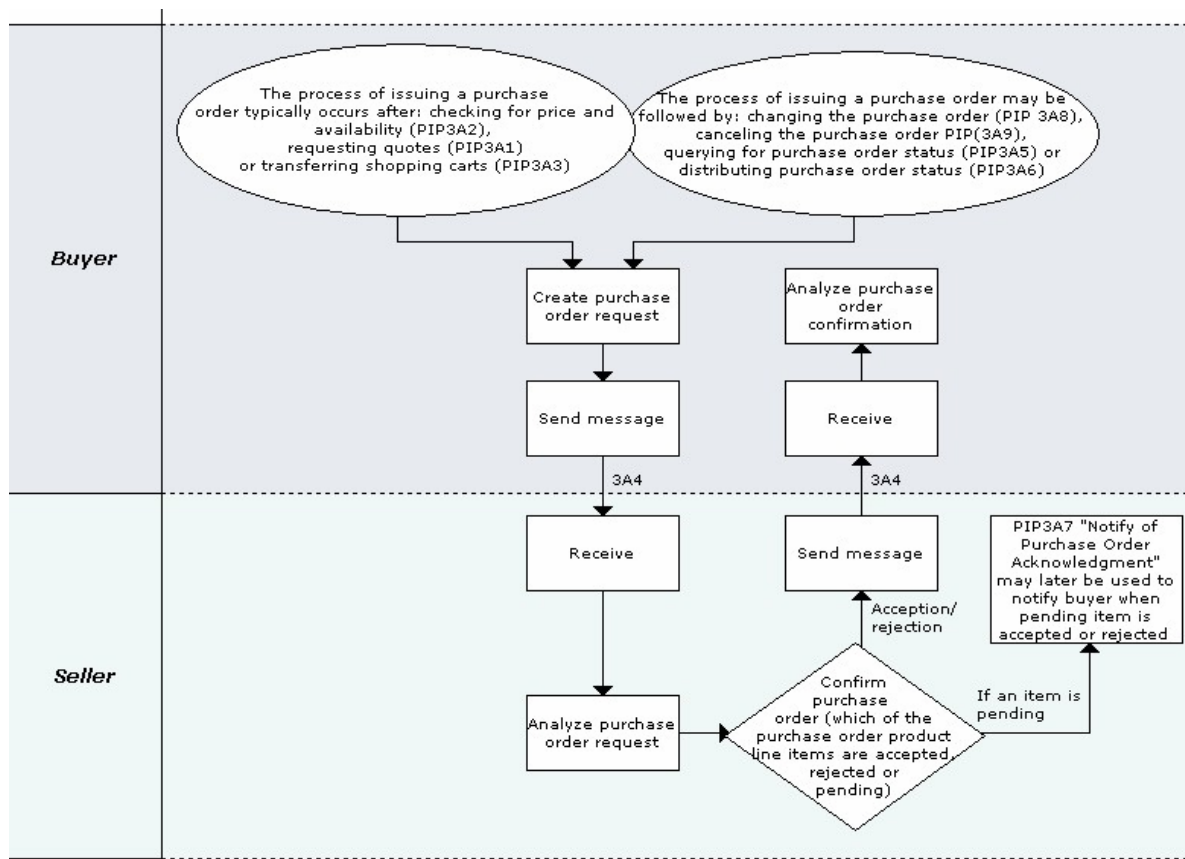 Buyer
The process of issuing a purchase
order typically occurs after: checking for price and
availability (PIP3A2),
requesting quotes (PIP3A1)
or transferring shopping carts (PIP3A3)
The process of issuing a purchase order may be
followed by: changing the purchase order (PIP 3A8),
canceling the purchase order PIP(3A9),
querying for purchase order status (PIP3A5) or
distributing purchase order status (PIP3A6)
Create purchase
order request
Analyze purchase
order
confirmation
Send message
Receive
3A4
3A4
Seller
Receive
Send message
PIP3A7 "Notify of
Purchase Order
Acknowledgment"
may later be used to
notify buyer when
pending item is
accepted or rejected
Acception/
rejection
Analyze purchase
order request
Confirm
purchase
order (which of the
purchase order product
line items are accepted,
rejected or
pending)
If an item is
pending